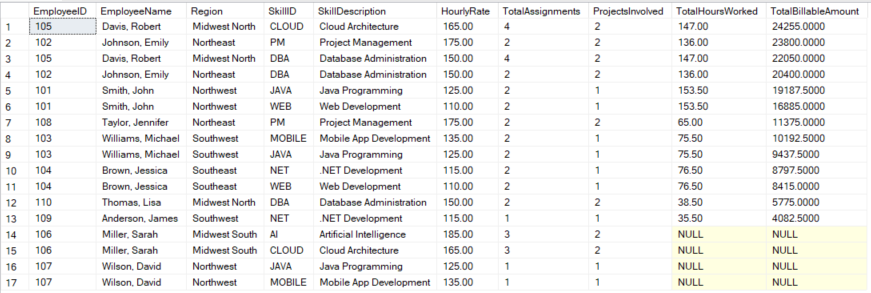 EmployeeID EmployeeName Region SkillID SkillDescription HourlyRate TotalAssignments ProjectsInvolved TotalHoursWorked TotalBillableAmount
1 105 Davis, Robert Midwest North CLOUD Cloud Architecture 165.00 4 2 147.00 24255.0000
2 102 Johnson, Emily Northeast PM Project Management 175.00 2 2 136.00 23800.0000
3 105 Davis, Robert Midwest North DBA Database Administration 150.00 4 2 147.00 22050.0000
4 102 Johnson, Emily Northeast DBA Database Administration 150.00 2 2 136.00 20400.0000
5 101 Smith, John Northwest JAVA Java Programming 125.00 2 1 153.50 19187.5000
6 101 Smith, John Northwest WEB Web Development 110.00 2 1 153.50 16885.0000
7 108 Taylor, Jennifer Northeast PM Project Management 175.00 2 2 65.00 11375.0000
8 103 Williams, Michael Southwest MOBILE Mobile App Development 135.00 2 1 75.50 10192.5000
9 103 Williams, Michael Southwest JAVA Java Programming 125.00 2 1 75.50 9437.5000
10 104 Brown, Jessica Southeast NET .NET Development 115.00 2 1 76.50 8797.5000
11 104 Brown, Jessica Southeast WEB Web Development 110.00 2 1 76.50 8415.0000
12 110 Thomas, Lisa Midwest North DBA Database Administration 150.00 2 2 38.50 5775.0000
13 109 Anderson, James Southwest NET .NET Development 115.00 1 1 35.50 4082.5000
14 106 Miller, Sarah Midwest South AI Artificial Intelligence 185.00 3 2 NULL NULL
15 106 Miller, Sarah Midwest South CLOUD Cloud Architecture 165.00 3 2 NULL NULL
16 107 Wilson, David Northwest JAVA Java Programming 125.00 1 1 NULL NULL
17 107 Wilson, David Northwest MOBILE Mobile App Development 135.00 1 1 NULL NULL